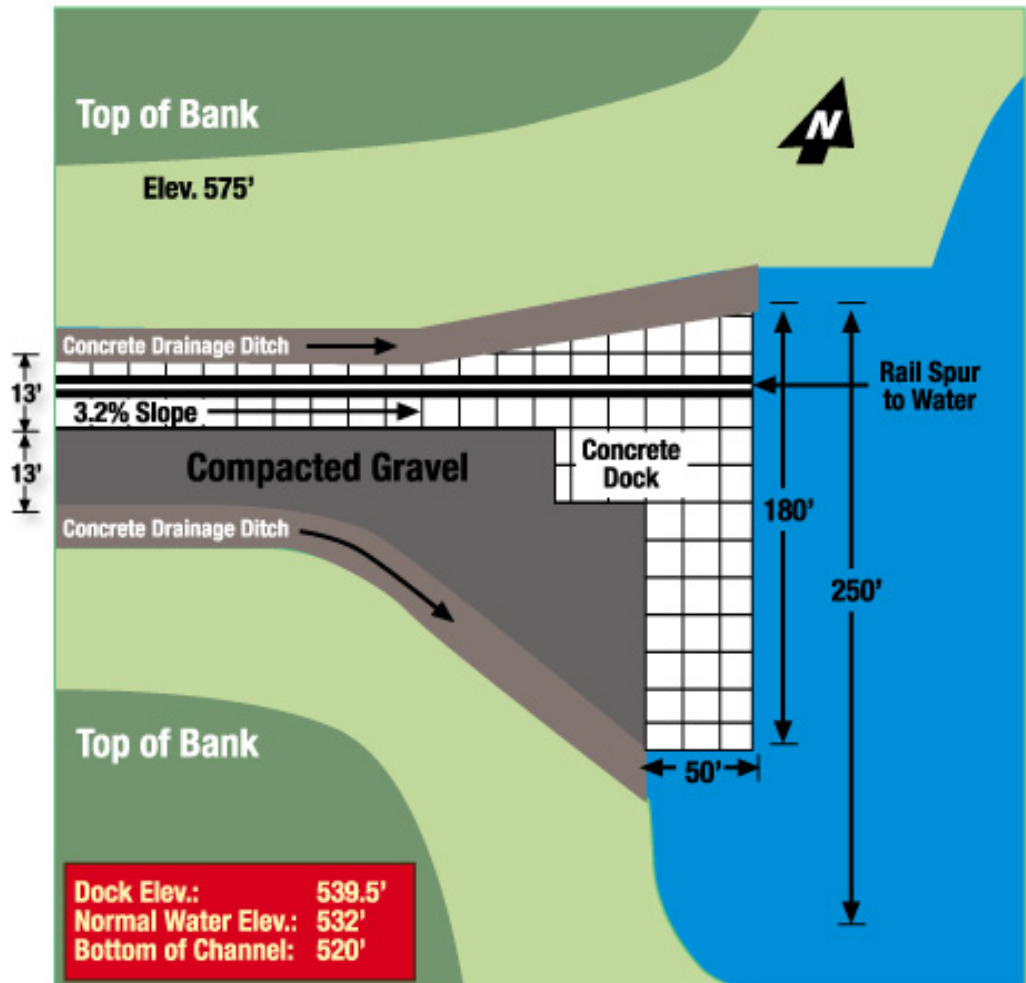 Top of Bank
N
Elev. 575’
Concrete Drainage Ditch
13’
Rail Spur
to Water
3.2% Slope
13’
Compacted Gravel
Concrete
Dock
180’
Concrete Drainage Ditch
250’
Top of Bank
50’
Dock Elev.: 539.5’
Normal Water Elev.: 532’
Bottom of Channel: 520’